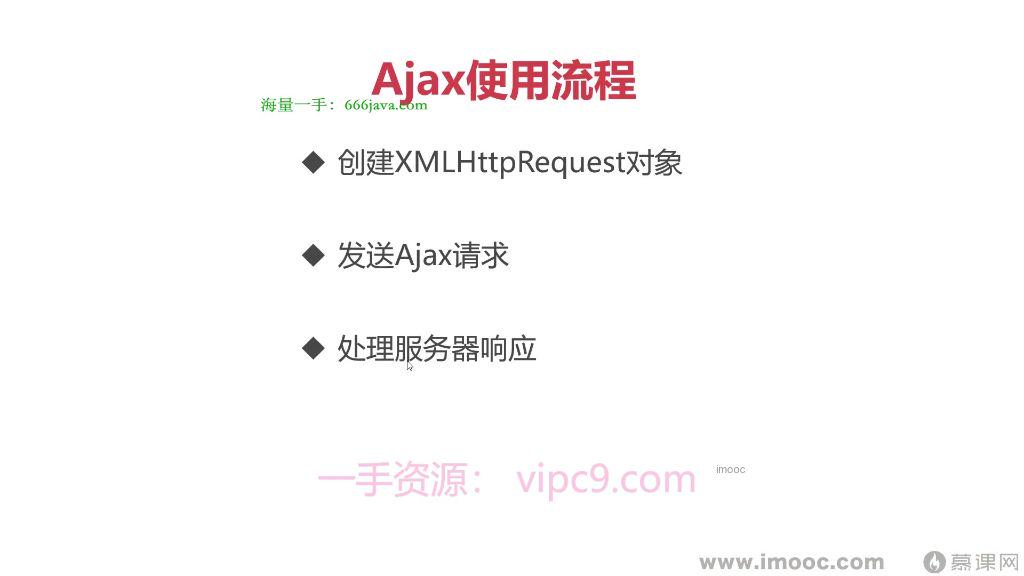 Ajax使用流程
海量一手：666java.com
◆ 创建XMLHttpRequest对象
◆ 发送Ajax请求
◆ 处理服务器响应
一手资源： vipc9.com
imooc
www.imooc.com 慕课网